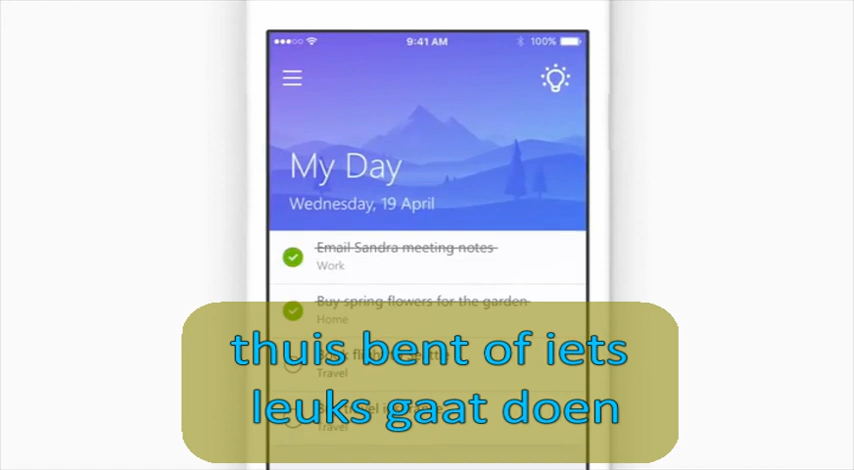 9:41 AM
100%
My Day
Wednesday, 19 April
Email Sandra meeting notes
Work
Buy spring flowers for the garden
Home
thuis bent of iets
Travel
leuks gaat doen
Travel